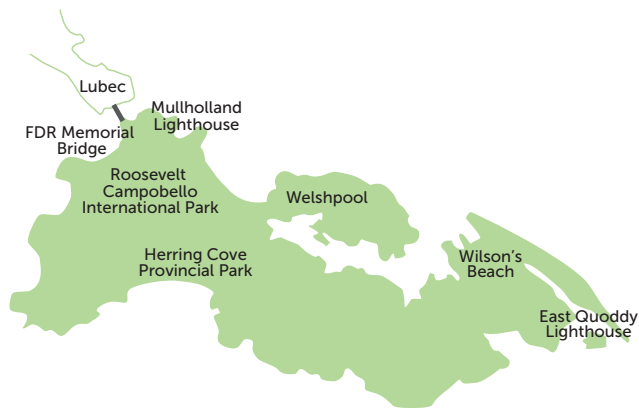 Lubec
Mullholland
Lighthouse
FDR Memorial
Bridge
Roosevelt
Campobello
International Park
Welshpool
Herring Cove
Provincial Park
Wilson's
Beach
East Quoddy
Lighthouse